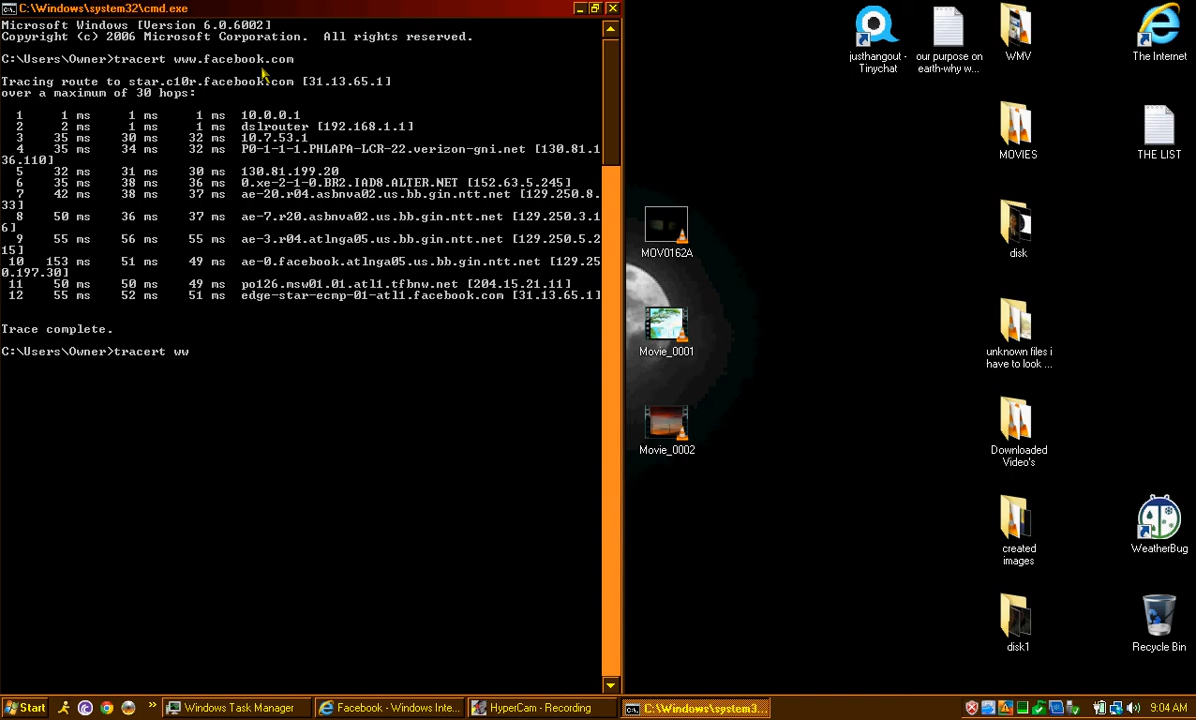 C:\Windows\system32\cmd.exe
Microsoft Windows [Version 6.0.6002]
Copyright (c) 2006 Microsoft Corporation.  All rights reserved.
C:\Users\Owner>tracert www.facebook.com
Tracing route to star.c10r.facebook.com [31.13.65.1]
over a maximum of 30 hops:
1     1 ms     1 ms     1 ms  10.0.0.1
2     2 ms     1 ms     1 ms  dslrouter [192.168.1.1]
3    35 ms    30 ms    32 ms  10.7.53.1
4    35 ms    34 ms    32 ms  P0-1-1-1.PHLAPA-LCR-22.verizon-gni.net [130.81.1
36.110]
5    32 ms    31 ms    30 ms  130.81.199.20
6    35 ms    38 ms    36 ms  0.xe-2-1-0.BR2.IAD8.ALTER.NET [152.63.5.245]
7    42 ms    38 ms    37 ms  ae-20.r04.asbnva02.us.bb.gin.ntt.net [129.250.8.
33]
8    50 ms    36 ms    37 ms  ae-7.r20.asbnva02.us.bb.gin.ntt.net [129.250.3.1
6]
9    55 ms    56 ms    55 ms  ae-3.r04.atlnga05.us.bb.gin.ntt.net [129.250.5.2
15]
10   153 ms    51 ms    49 ms  ae-0.facebook.atlnga05.us.bb.gin.ntt.net [129.25
0.197.30]
11    50 ms    50 ms    49 ms  po126.msw01.01.atl1.tfbnw.net [204.15.21.11]
12    55 ms    52 ms    51 ms  edge-star-ecmp-01-atl1.facebook.com [31.13.65.1]
Trace complete.
C:\Users\Owner>tracert ww
MOV0162A
Movie_0001
Movie_0002
justhangout -
Tinychat
our purpose on
earth-why w...
WMV
The Internet
MOVIES
THE LIST
disk
unknown files i
have to look ...
Downloaded
Video's
created
images
WeatherBug
disk1
Recycle Bin
Start
Windows Task Manager
Facebook - Windows Inte...
HyperCam - Recording
C:\Windows\system3...
9:04 AM